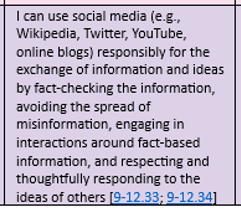 I can use social media (e.g.,
Wikipedia, Twitter, YouTube,
online blogs) responsibly for the
exchange of information and ideas
by fact-checking the information,
avoiding the spread of
misinformation, engaging in
interactions around fact-based
information, and respecting and
thoughtfully responding to the
ideas of others [9-12.33; 9-12.34]